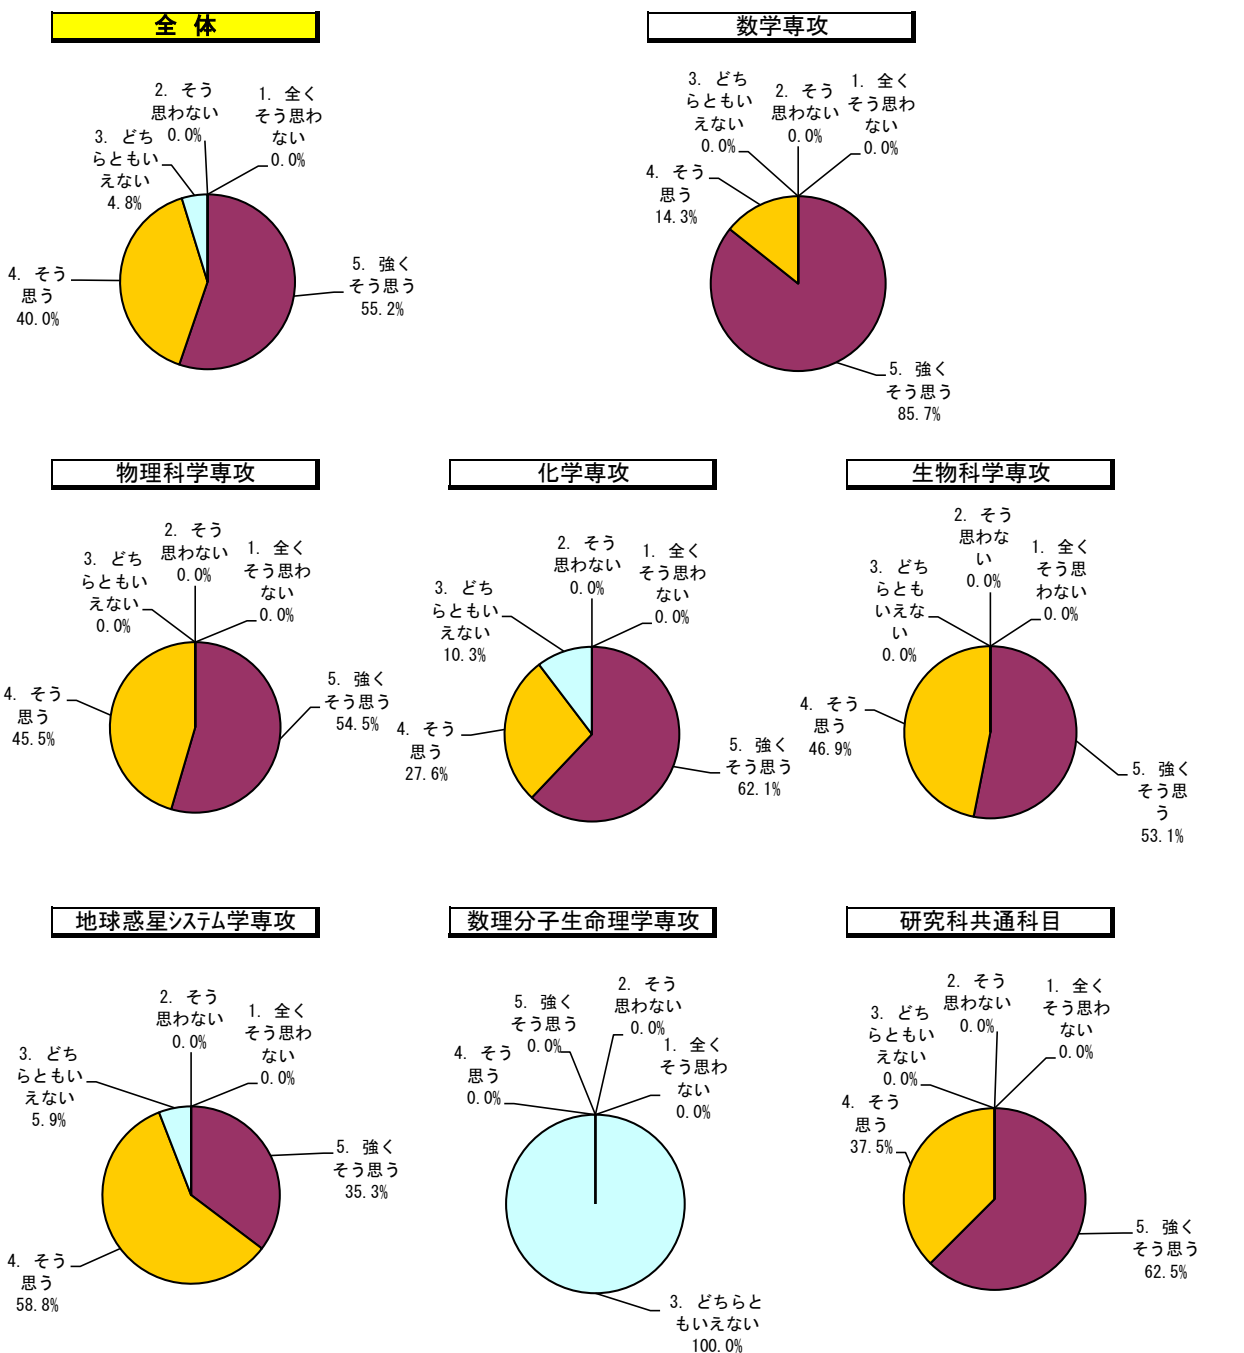 全 体
2. そう
思わない
0.0%
1. 全く
そう思わ
ない
0.0%
3. どち
らともい
えない
4.8%
4. そう
思う
40.0%
5. 強く
そう思う
55.2%
数学専攻
3. どち
らともい
えない
0.0%
2. そう
思わない
0.0%
1. 全く
そう思わ
ない
0.0%
4. そう
思う
14.3%
5. 強く
そう思う
85.7%
物理科学専攻
2. そう
思わない
0.0%
1. 全く
そう思わ
ない
0.0%
3. どち
らともい
えない
0.0%
4. そう
思う
45.5%
5. 強く
そう思う
54.5%
化学専攻
2. そう
思わない
0.0%
1. 全く
そう思わ
ない
0.0%
3. どち
らともい
えない
10.3%
4. そう
思う
27.6%
5. 強く
そう思う
62.1%
生物科学専攻
2. そう
思わな
い
0.0%
1. 全く
そう思
わない
0.0%
3. どち
らとも
いえな
い
0.0%
4. そう
思う
46.9%
5. 強く
そう思
う
53.1%
地球惑星システム学専攻
2. そう
思わない
0.0%
1. 全く
そう思わ
ない
0.0%
3. どち
らともい
えない
5.9%
5. 強く
そう思う
35.3%
4. そう
思う
58.8%
数理分子生命理学専攻
2. そう
思わない
0.0%
5. 強く
そう思う
0.0%
1. 全く
そう思わ
ない
0.0%
4. そう
思う
0.0%
3. どちらと
もいえない
100.0%
研究科共通科目
2. そう
思わない
0.0%
1. 全く
そう思わ
ない
0.0%
3. どち
らともい
えない
0.0%
4. そう
思う
37.5%
5. 強く
そう思う
62.5%